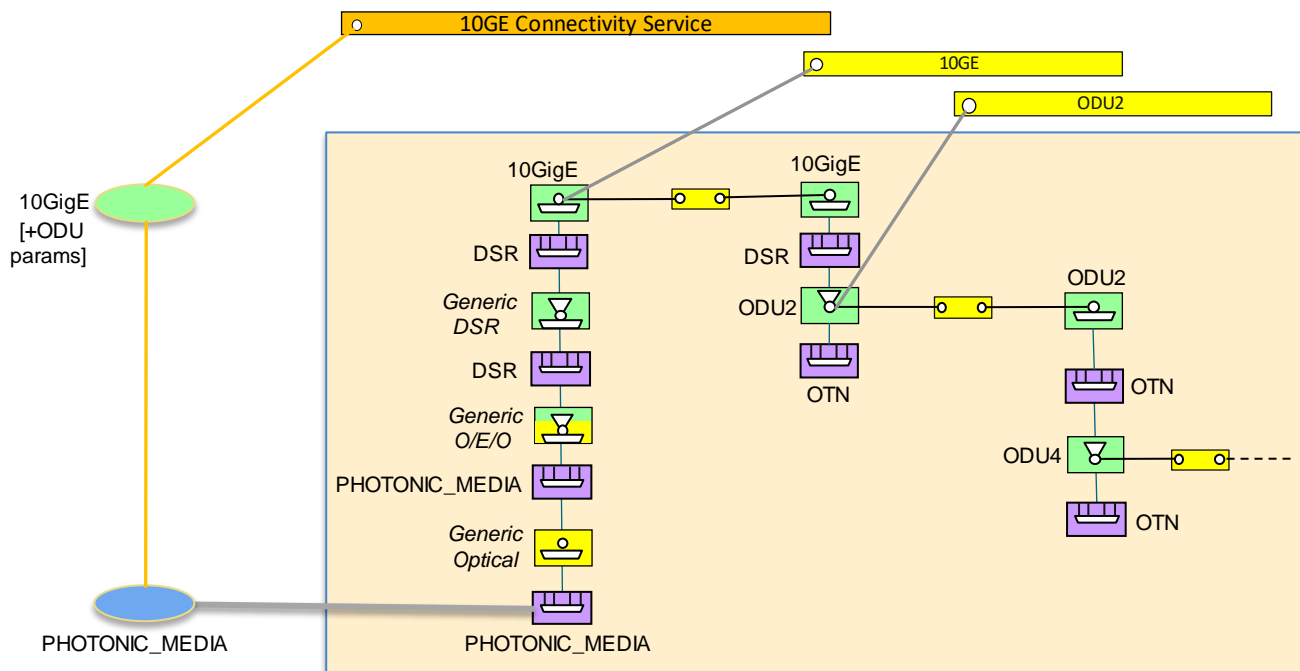 10GE Connectivity Service
10GE
ODU2
10GigE
[+ODU
params]
10GigE
10GigE
DSR
DSR
Generic
DSR
ODU2
ODU2
DSR
OTN
OTN
Generic
O/E/O
ODU4
PHOTONIC_MEDIA
OTN
Generic
Optical
PHOTONIC_MEDIA
PHOTONIC_MEDIA